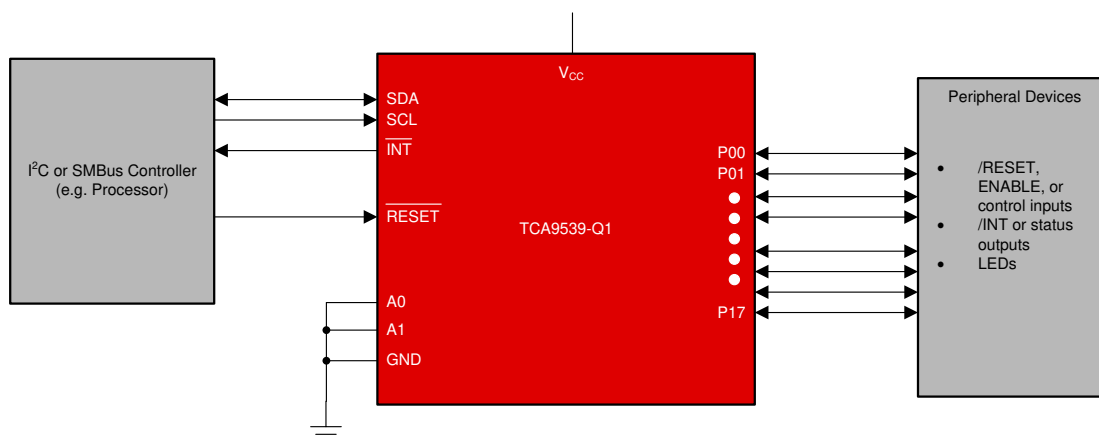 I²C or SMBus Controller
(e.g. Processor)
V_CC
SDA
SCL
INT
RESET
A0
A1
GND
TCA9539-Q1
P00
P01
P17
Peripheral Devices
• /RESET,
ENABLE, or
control inputs
• /INT or status
outputs
• LEDs